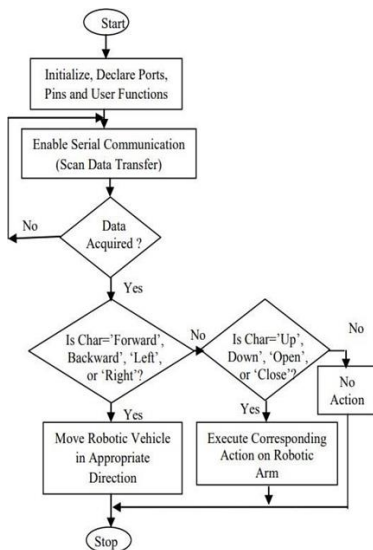 Start
Initialize, Declare Ports,
Pins and User Functions
Enable Serial Communication
(Scan Data Transfer)
No
Data
Acquired ?
Yes
Is Char='Forward',
Backward', 'Left',
or 'Right'?
No
Is Char='Up',
Down', 'Open',
or 'Close'?
No
No
Action
Yes
Yes
Move Robotic Vehicle
in Appropriate
Direction
Execute Corresponding
Action on Robotic
Arm
Stop